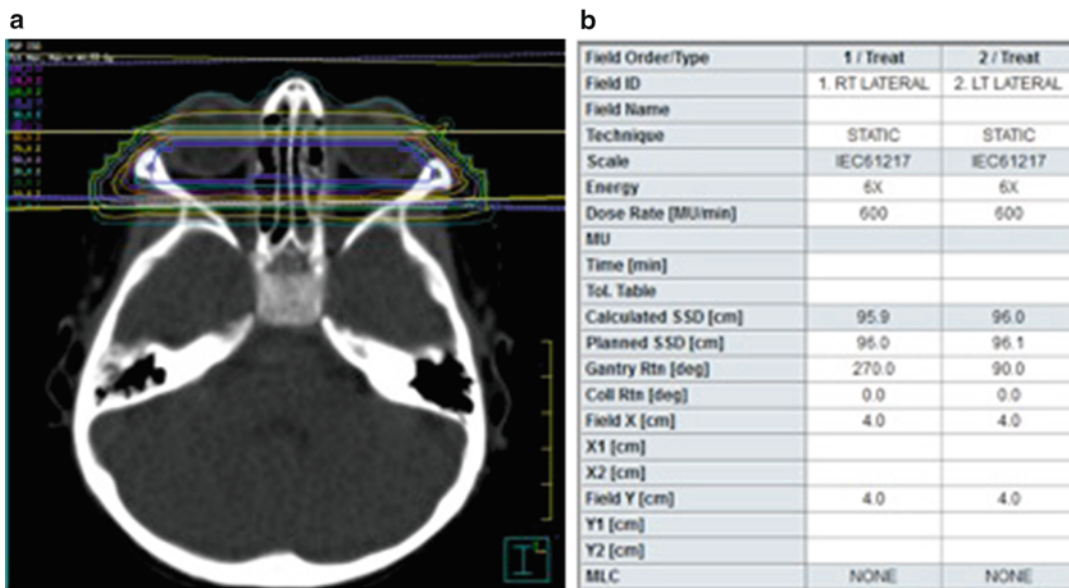 a
b
Field Order/Type 1 / Treat 2 / Treat
Field ID 1. RT LATERAL 2. LT LATERAL
Field Name
Technique STATIC STATIC
Scale IEC61217 IEC61217
Energy 6X 6X
Dose Rate [MU/min] 600 600
MU
Time [min]
Tol. Table
Calculated SSD [cm] 95.9 96.0
Planned SSD [cm] 96.0 96.1
Gantry Rtn [deg] 270.0 90.0
Coll Rtn [deg] 0.0 0.0
Field X [cm] 4.0 4.0
X1 [cm]
X2 [cm]
Field Y [cm] 4.0 4.0
Y1 [cm]
Y2 [cm]
MLC NONE NONE